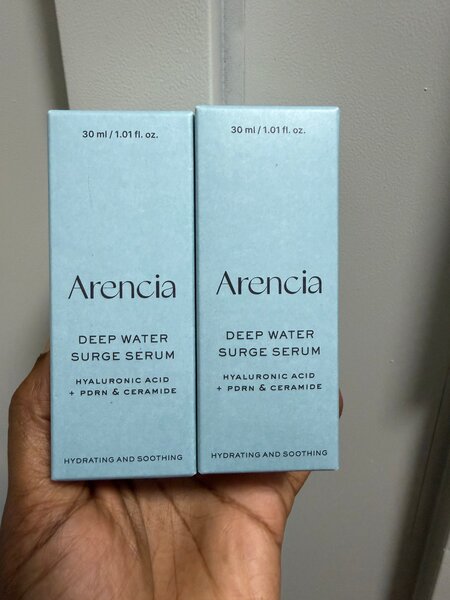 30 ml / 1.01 fl. oz.
Arencia
DEEP WATER
SURGE SERUM
HYALURONIC ACID
+ PDRN & CERAMIDE
HYDRATING AND SOOTHING
30 ml / 1.01 fl. oz.
Arencia
DEEP WATER
SURGE SERUM
HYALURONIC ACID
+ PDRN & CERAMIDE
HYDRATING AND SOOTHING